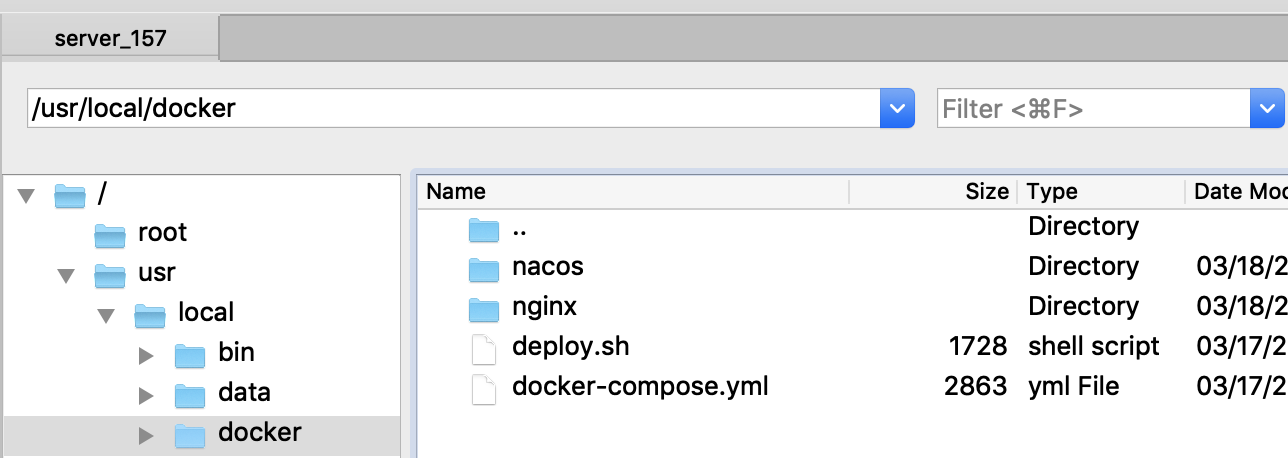 server_157
/usr/local/docker
Filter <⌘F>
/
root
usr
local
bin
data
docker
Name Size Type Date Mod
.. Directory
nacos Directory 03/18/2
nginx Directory 03/18/2
deploy.sh 1728 shell script 03/17/2
docker-compose.yml 2863 yml File 03/17/2